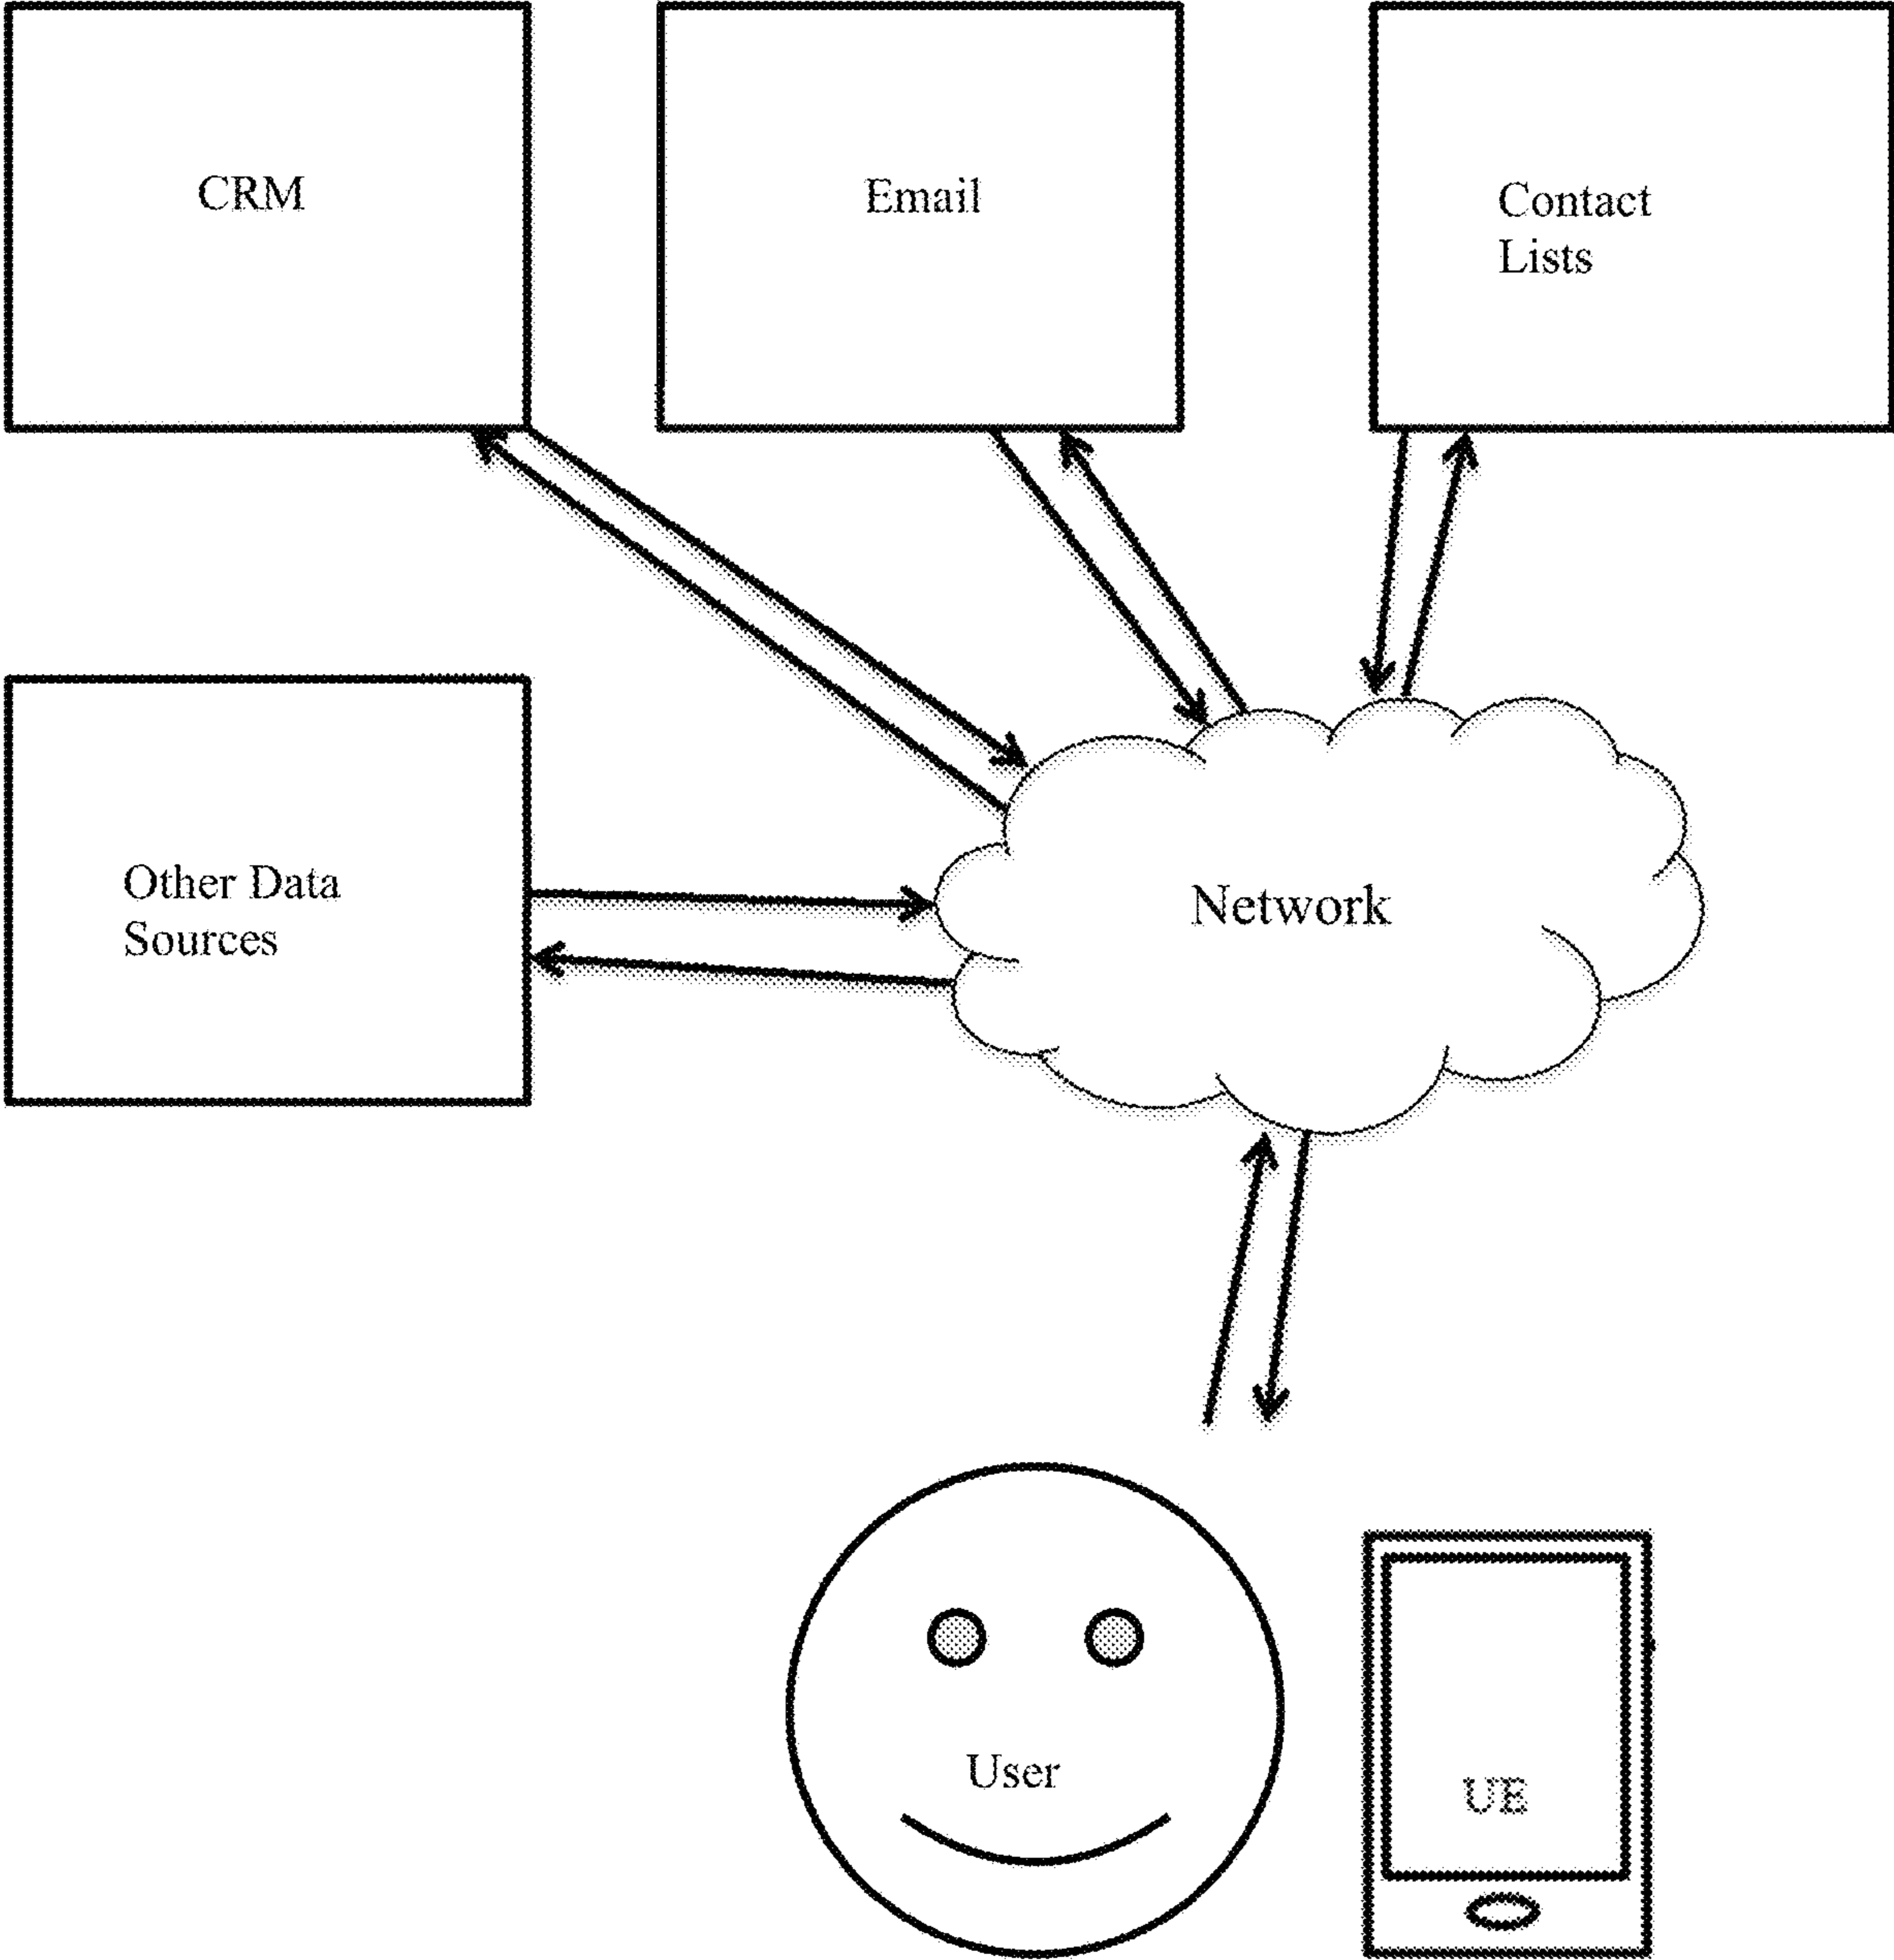 CRM
Email
Contact
Lists
Other Data
Sources
Network
User
UE